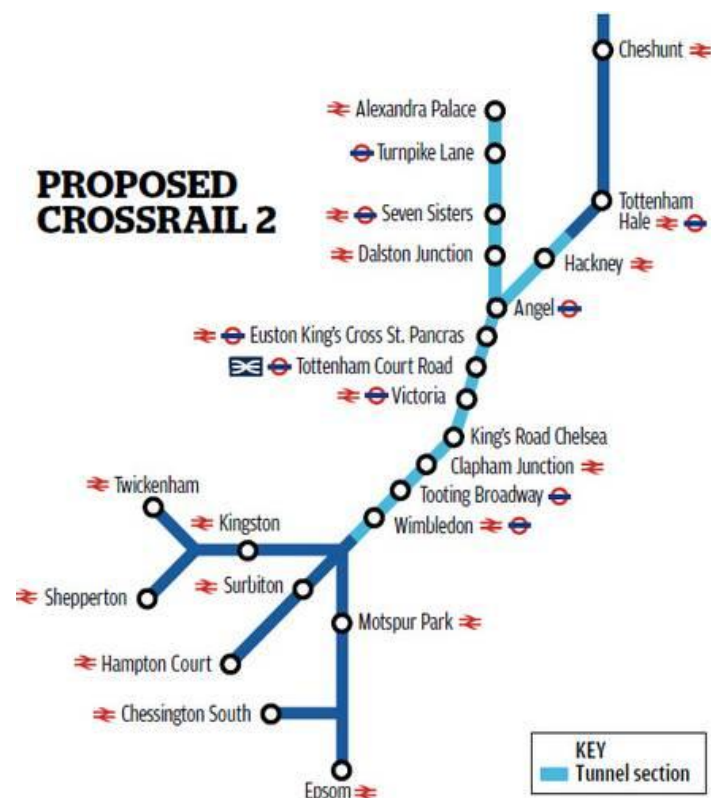 PROPOSED
CROSSRAIL 2
Cheshunt
Alexandra Palace
Turnpike Lane
Tottenham
Hale
Seven Sisters
Dalston Junction
Hackney
Angel
Euston King's Cross St. Pancras
Tottenham Court Road
Victoria
King's Road Chelsea
Clapham Junction
Tooting Broadway
Wimbledon
Twickenham
Kingston
Surbiton
Shepperton
Motspur Park
Hampton Court
Chessington South
Epsom
KEY
Tunnel section